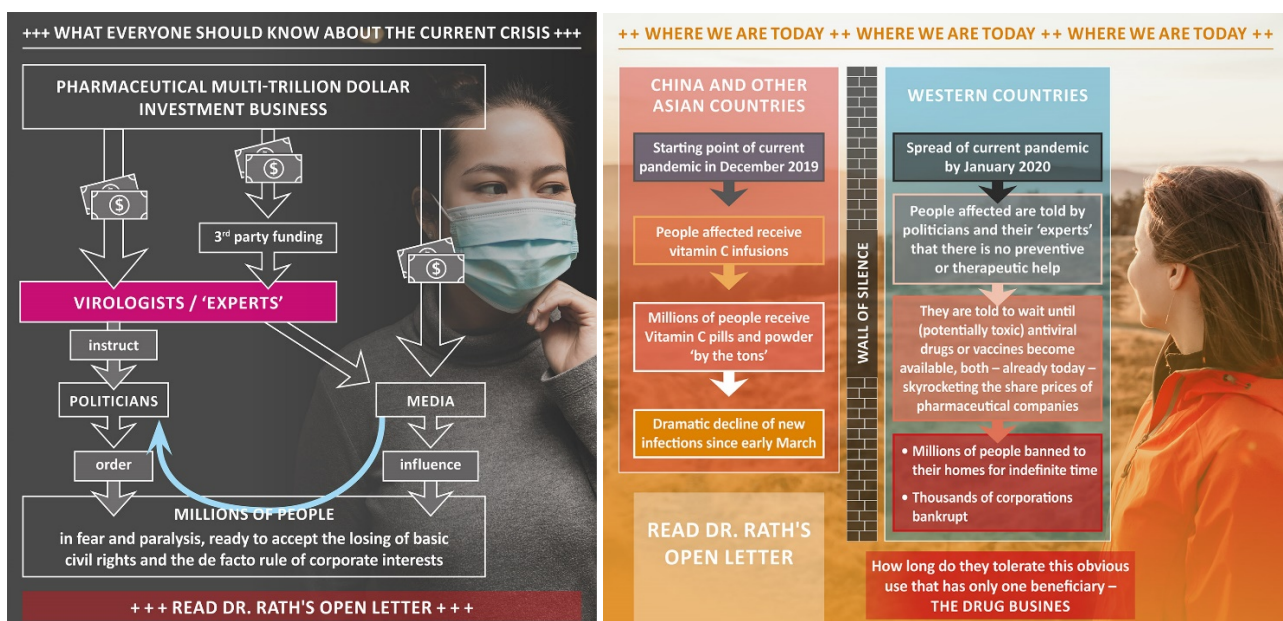 +++ WHAT EVERYONE SHOULD KNOW ABOUT THE CURRENT CRISIS +++
PHARMACEUTICAL MULTI-TRILLION DOLLAR
INVESTMENT BUSINESS
$
$
$
3rd party funding
VIROLOGISTS / ‘EXPERTS’
instruct
POLITICIANS
MEDIA
order
influence
MILLIONS OF PEOPLE
in fear and paralysis, ready to accept the losing of basic
civil rights and the de facto rule of corporate interests
+ + + READ DR. RATH'S OPEN LETTER + + +
++ WHERE WE ARE TODAY ++ WHERE WE ARE TODAY ++ WHERE WE ARE TODAY ++
CHINA AND OTHER
ASIAN COUNTRIES
Starting point of current
pandemic in December 2019
People affected receive
vitamin C infusions
Millions of people receive
Vitamin C pills and powder
‘by the tons’
Dramatic decline of new
infections since early March
READ DR. RATH'S
OPEN LETTER
WALL OF SILENCE
WESTERN COUNTRIES
Spread of current pandemic
by January 2020
People affected are told by
politicians and their ‘experts’
that there is no preventive
or therapeutic help
They are told to wait until
(potentially toxic) antiviral
drugs or vaccines become
available, both – already today –
skyrocketing the share prices of
pharmaceutical companies
• Millions of people banned to
their homes for indefinite time
• Thousands of corporations
bankrupt
How long do they tolerate this obvious
use that has only one beneficiary –
THE DRUG BUSINES